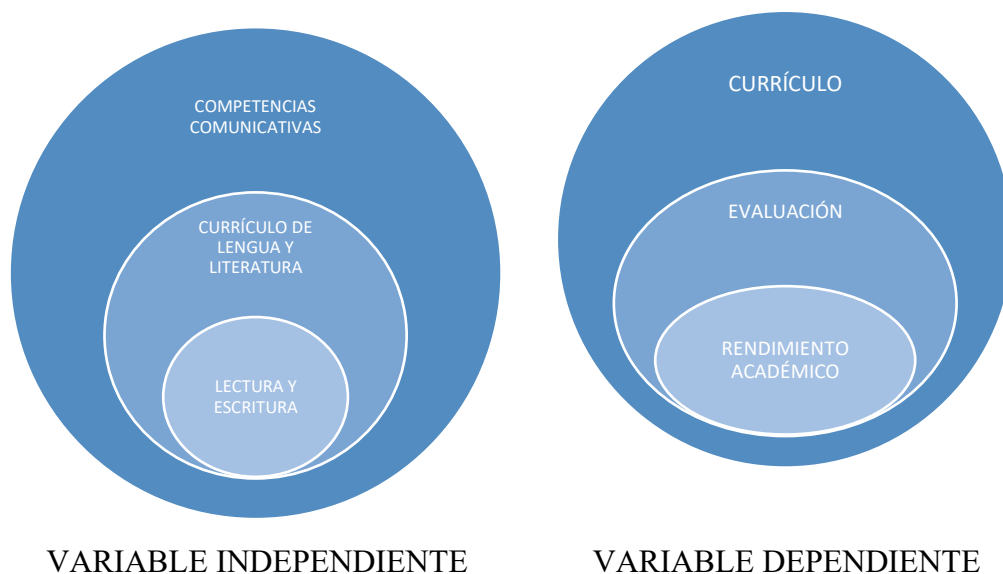 COMPETENCIAS
COMUNICATIVAS
CURRÍCULO DE
LENGUA Y
LITERATURA
LECTURA Y
ESCRITURA
VARIABLE INDEPENDIENTE
CURRÍCULO
EVALUACIÓN
RENDIMIENTO
ACADÉMICO
VARIABLE DEPENDIENTE